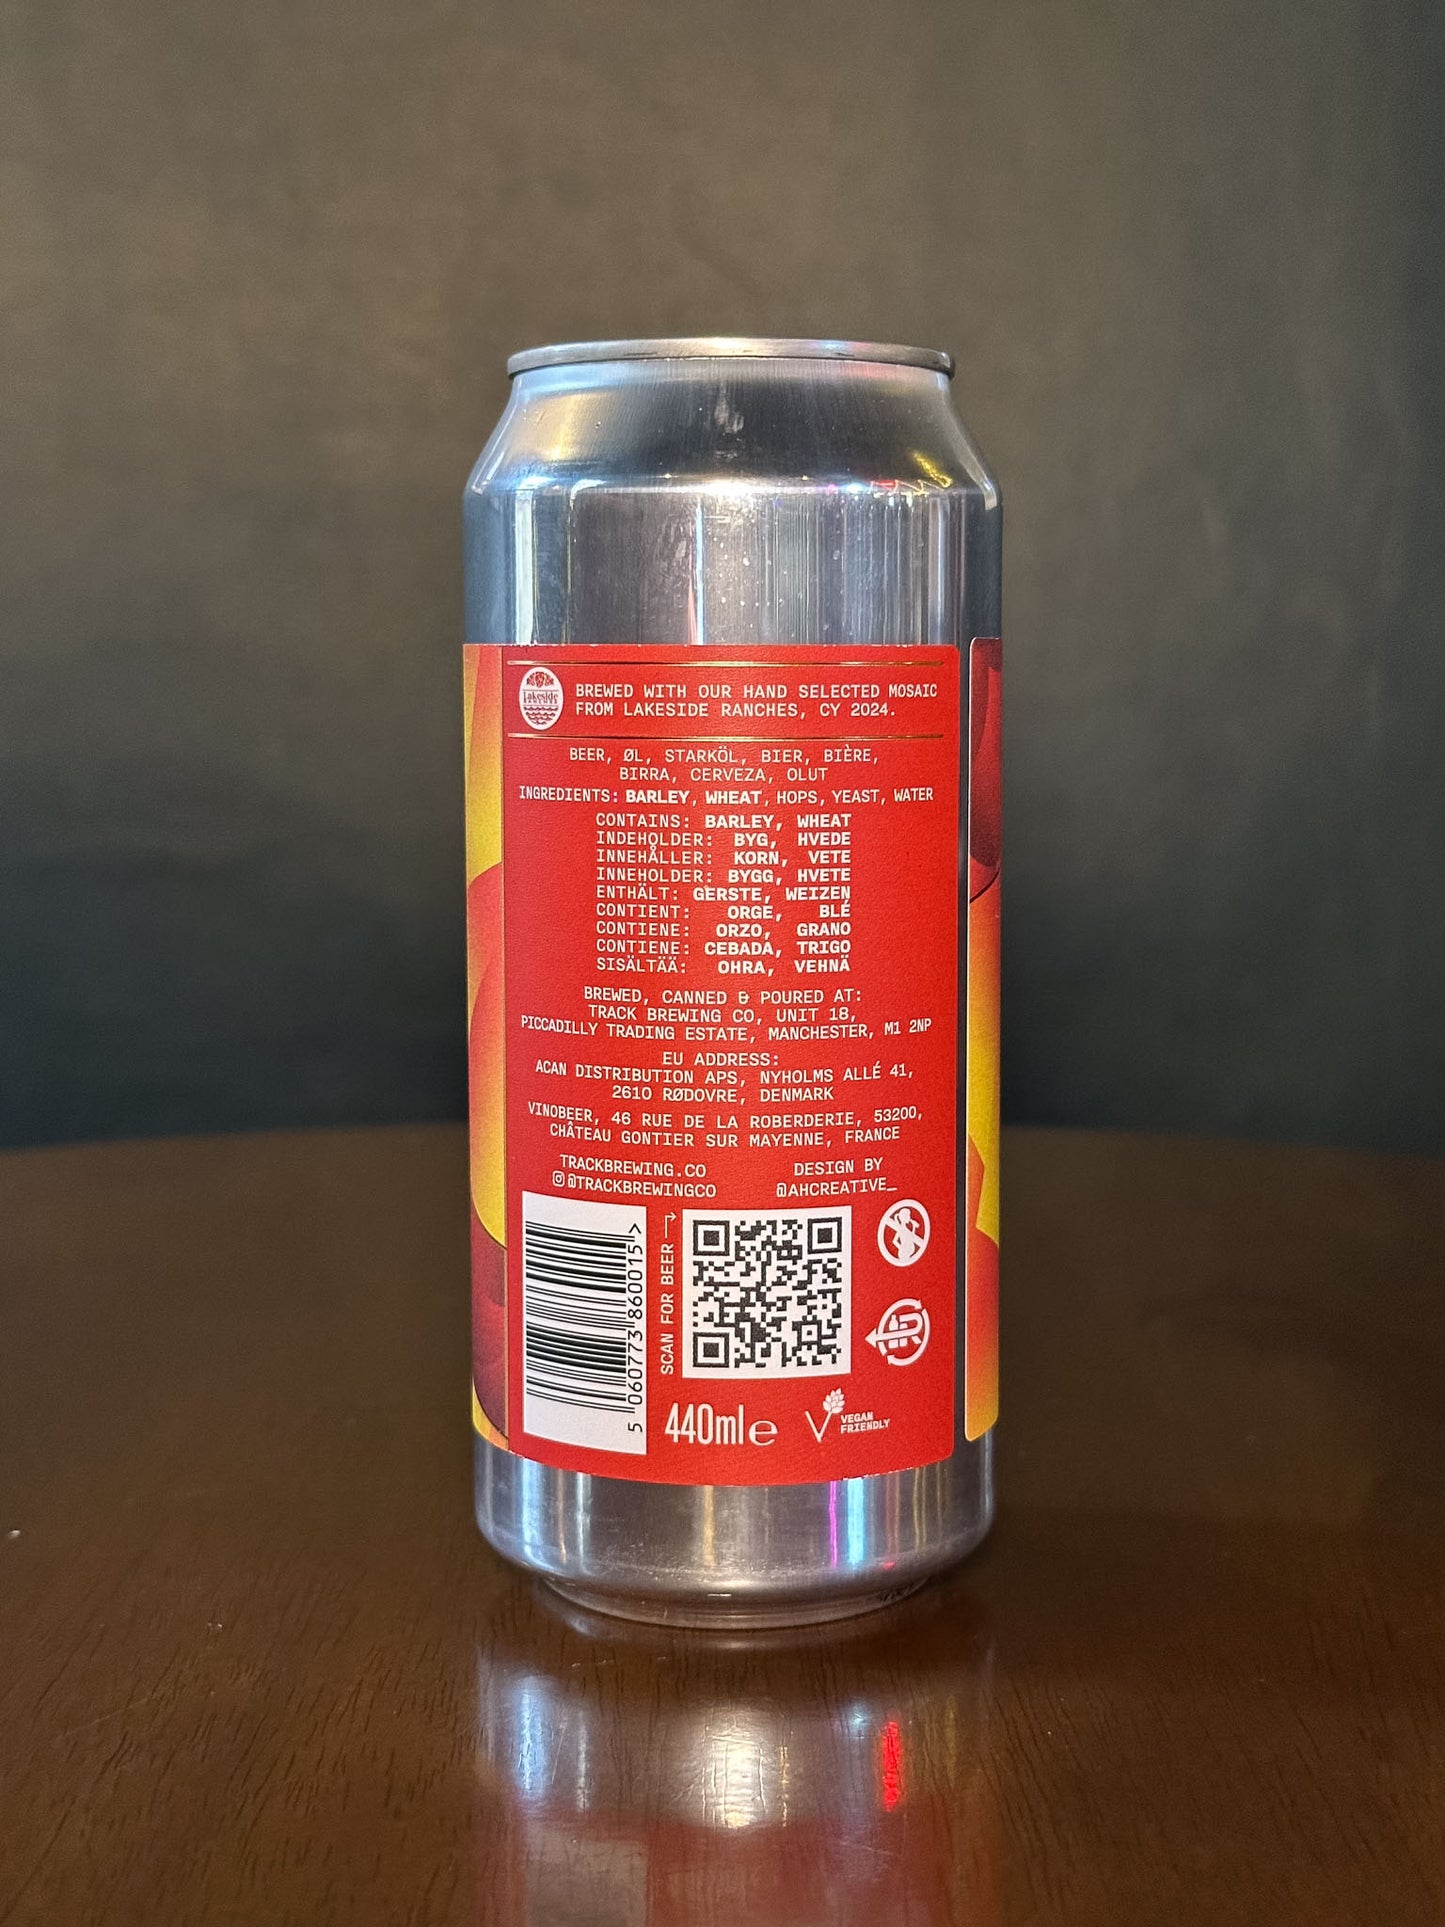 Lakeside
BREWED WITH OUR HAND SELECTED MOSAIC
FROM LAKESIDE RANCHES, CY 2024.
BEER, ØL, STARKÖL, BIER, BIÈRE,
BIRRA, CERVEZA, OLUT
INGREDIENTS: BARLEY, WHEAT, HOPS, YEAST, WATER
CONTAINS: BARLEY, WHEAT
INDEHOLDER: BYG, HVEDE
INNEHÅLLER: KORN, VETE
INNEHOLDER: BYGG, HVETE
ENTHÄLT: GERSTE, WEIZEN
CONTIENT: ORGE, BLÉ
CONTIENE: ORZO, GRANO
CONTIENE: CEBADA, TRIGO
SISÄLTÄÄ: OHRA, VEHNÄ
BREWED, CANNED & POURED AT:
TRACK BREWING CO, UNIT 18,
PICCADILLY TRADING ESTATE, MANCHESTER, M1 2NP
EU ADDRESS:
ACAN DISTRIBUTION APS, NYHOLMS ALLÉ 41,
2610 RØDOVRE, DENMARK
VINOBEER, 46 RUE DE LA ROBERDERIE, 53200,
CHÂTEAU GONTIER SUR MAYENNE, FRANCE
TRACKBREWING.CO
@TRACKBREWINGCO
DESIGN BY
@AHCREATIVE_
5 060773 860015 >
SCAN FOR BEER
440ml e
VEGAN
FRIENDLY